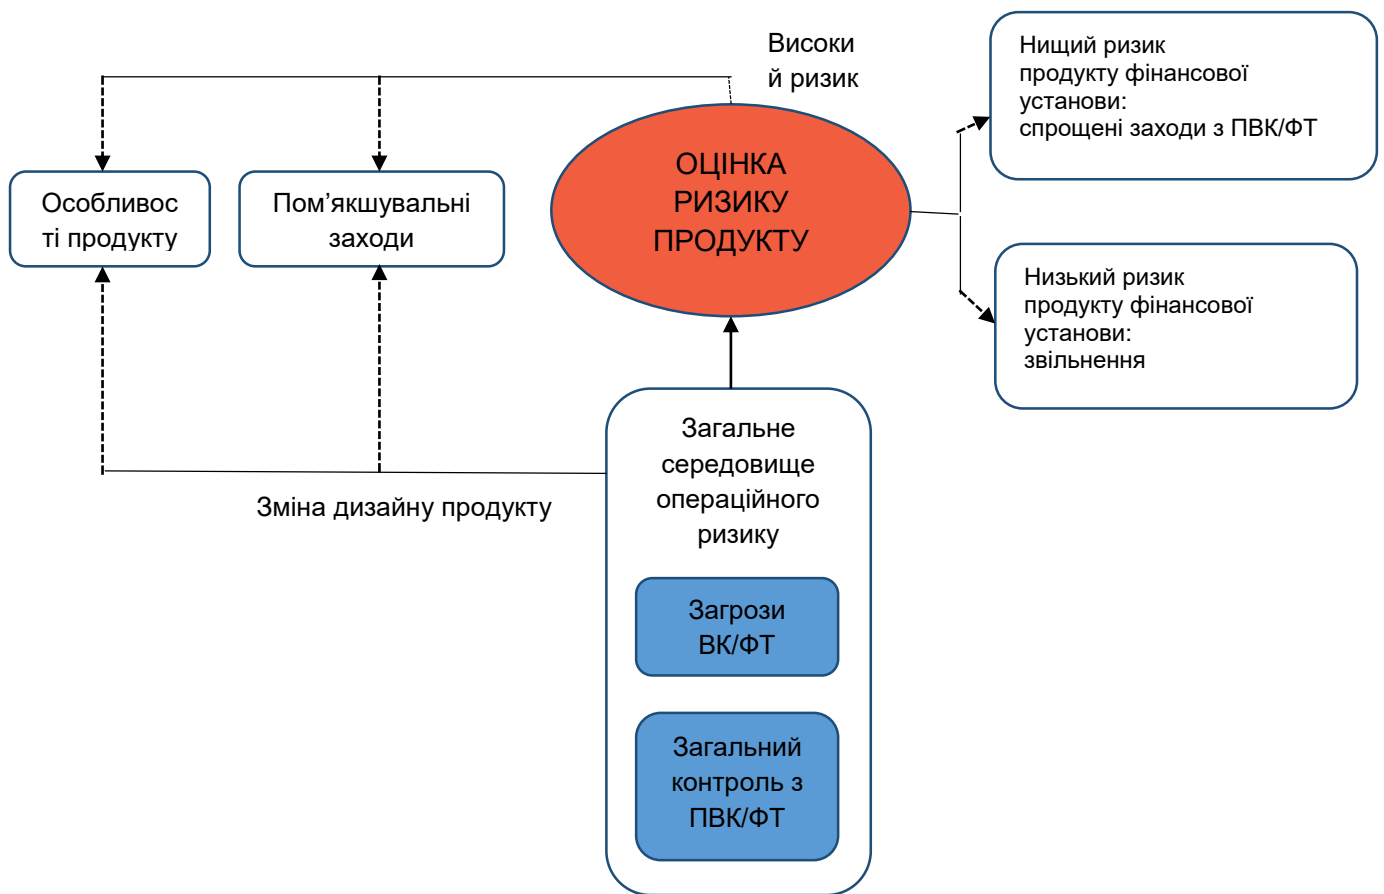 Високи
й ризик
Нищий ризик
продукту фінансової
установи:
спрощені заходи з ПВК/ФТ
Особливос
ті продукту
Пом’якшувальні
заходи
ОЦІНКА
РИЗИКУ
ПРОДУКТУ
Низький ризик
продукту фінансової
установи:
звільнення
Загальне
середовище
операційного
ризику
Зміна дизайну продукту
Загрози
ВК/ФТ
Загальний
контроль з
ПВК/ФТ